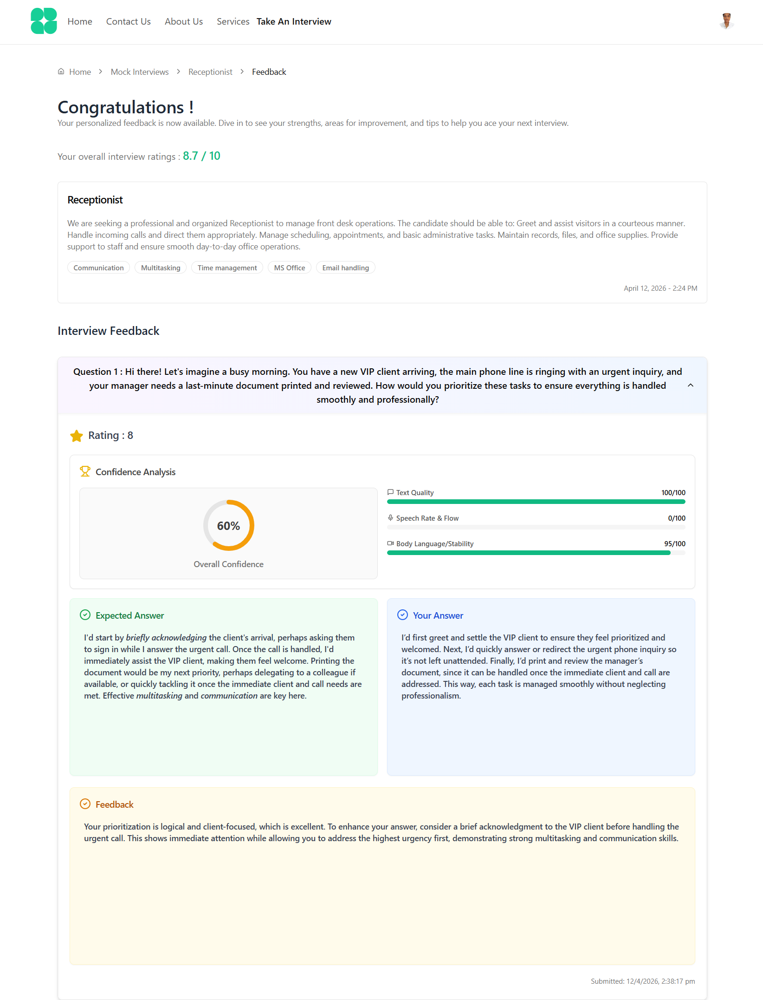 Home Contact Us About Us Services Take An Interview
Home > Mock Interviews > Receptionist > Feedback
Congratulations !
Your personalized feedback is now available. Dive in to see your strengths, areas for improvement, and tips to help you ace your next interview.
Your overall interview ratings : 8.7 / 10
Receptionist
We are seeking a professional and organized Receptionist to manage front desk operations. The candidate should be able to: Greet and assist visitors in a courteous manner.
Handle incoming calls and direct them appropriately. Manage scheduling, appointments, and basic administrative tasks. Maintain records, files, and office supplies. Provide
support to staff and ensure smooth day-to-day office operations.
Communication Multitasking Time management MS Office Email handling
April 12, 2026 - 2:24 PM
Interview Feedback
Question 1 : Hi there! Let's imagine a busy morning. You have a new VIP client arriving, the main phone line is ringing with an urgent inquiry, and
your manager needs a last-minute document printed and reviewed. How would you prioritize these tasks to ensure everything is handled
smoothly and professionally?
Rating : 8
Confidence Analysis
60%
Overall Confidence
Text Quality 100/100
Speech Rate & Flow 0/100
Body Language/Stability 95/100
Expected Answer
I'd start by briefly acknowledging the client's arrival, perhaps asking them
to sign in while I answer the urgent call. Once the call is handled, I'd
immediately assist the VIP client, making them feel welcome. Printing the
document would be my next priority, perhaps delegating to a colleague if
available, or quickly tackling it once the immediate client and call needs are
met. Effective multitasking and communication are key here.
Your Answer
I’d first greet and settle the VIP client to ensure they feel prioritized and
welcomed. Next, I’d quickly answer or redirect the urgent phone inquiry so
it’s not left unattended. Finally, I’d print and review the manager’s
document, since it can be handled once the immediate client and call are
addressed. This way, each task is managed smoothly without neglecting
professionalism.
Feedback
Your prioritization is logical and client-focused, which is excellent. To enhance your answer, consider a brief acknowledgment to the VIP client before handling the
urgent call. This shows immediate attention while allowing you to address the highest urgency first, demonstrating strong multitasking and communication skills.
Submitted: 12/4/2026, 2:38:17 pm